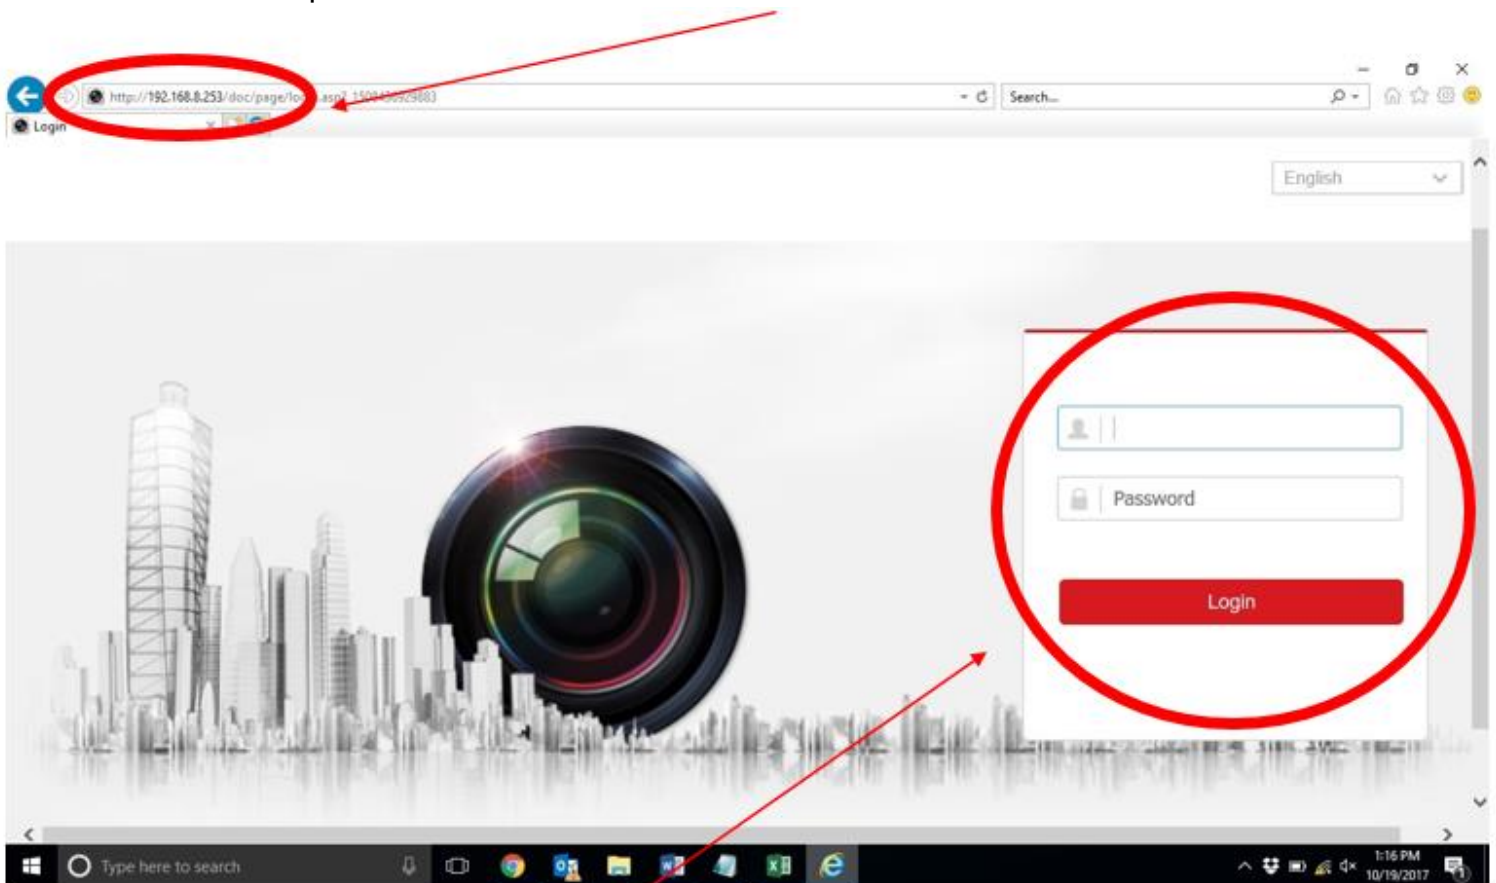 http://192.168.8.253/doc/page/lo
Search...
Login
English
Password
Login
Type here to search
1:16 PM
10/19/2017